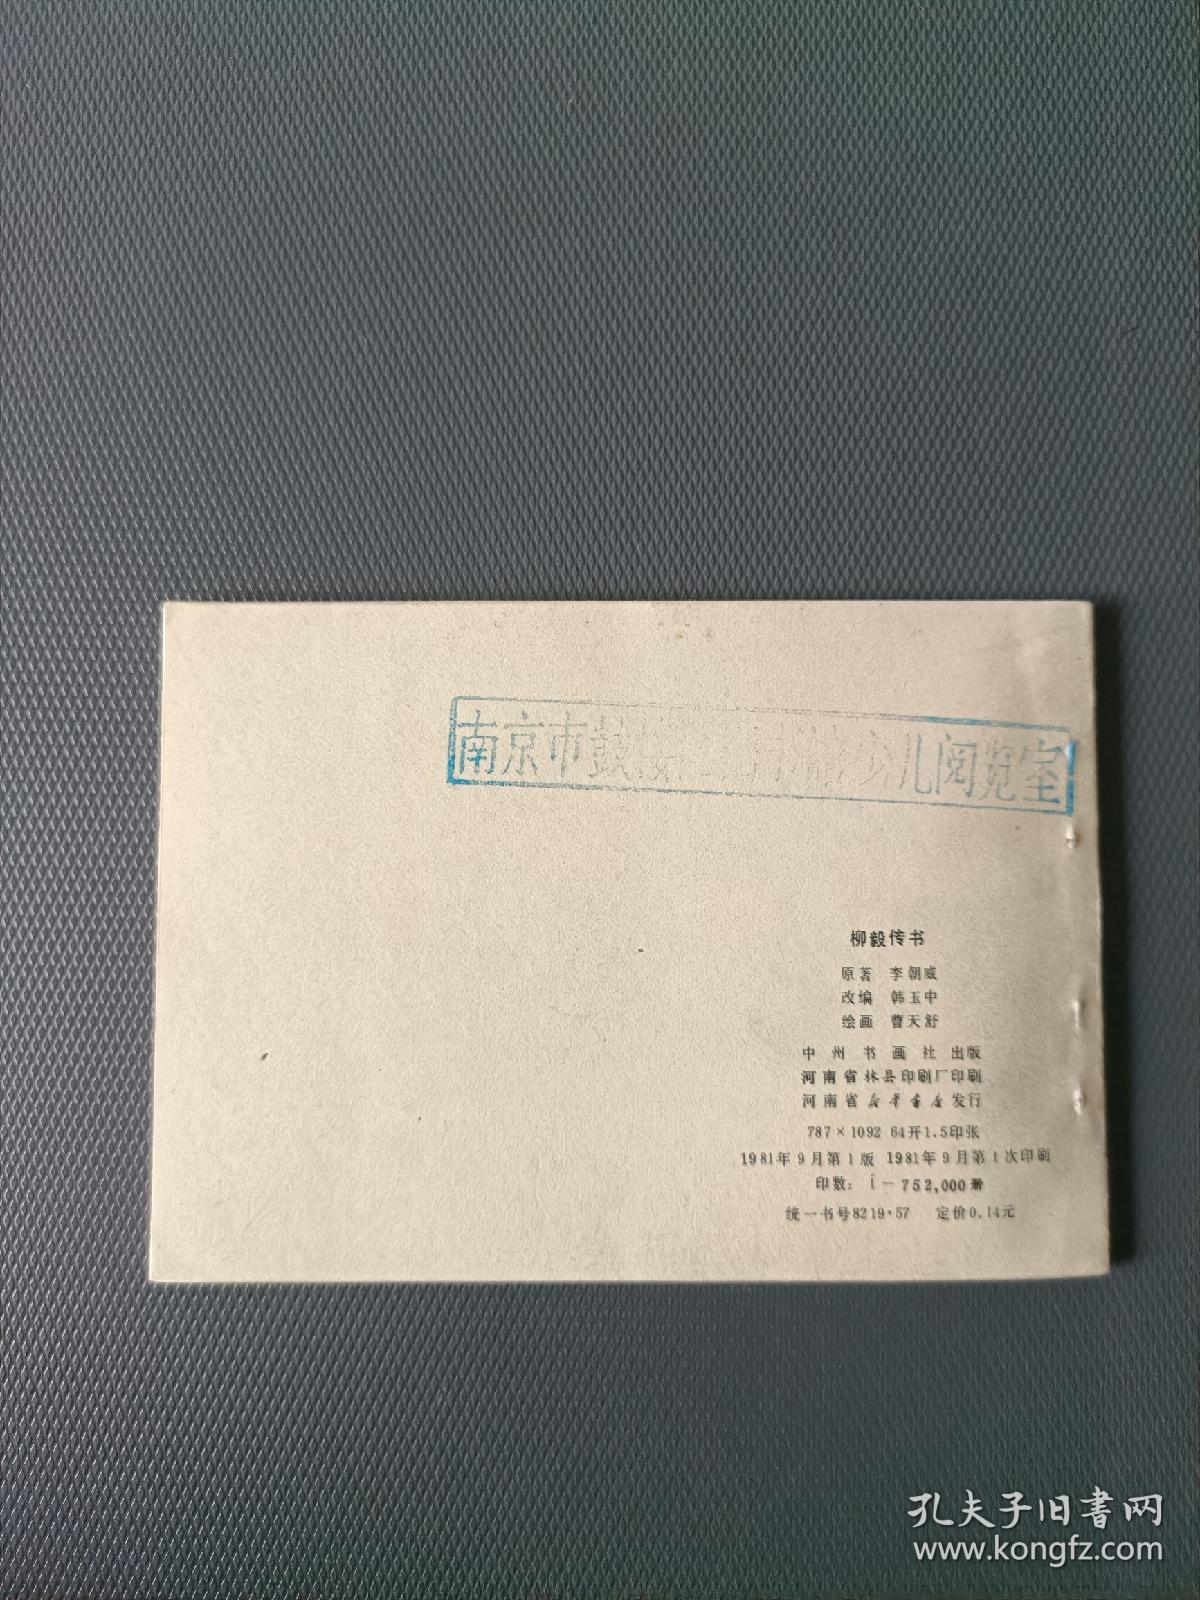 南京市鼓楼 少儿阅览室
柳毅传书
原著 李朝威
改编 韩玉中
绘画 曹天舒
中州书画社 出版
河南省林县印刷厂印刷
河南省新华书店发行
787×1092 64开1.5印张
1981年9月第1版 1981年9月第1次印刷
印数：1—752,000册
统一书号8219·57 定价0.14元
孔夫子旧书网
www.kongfz.com